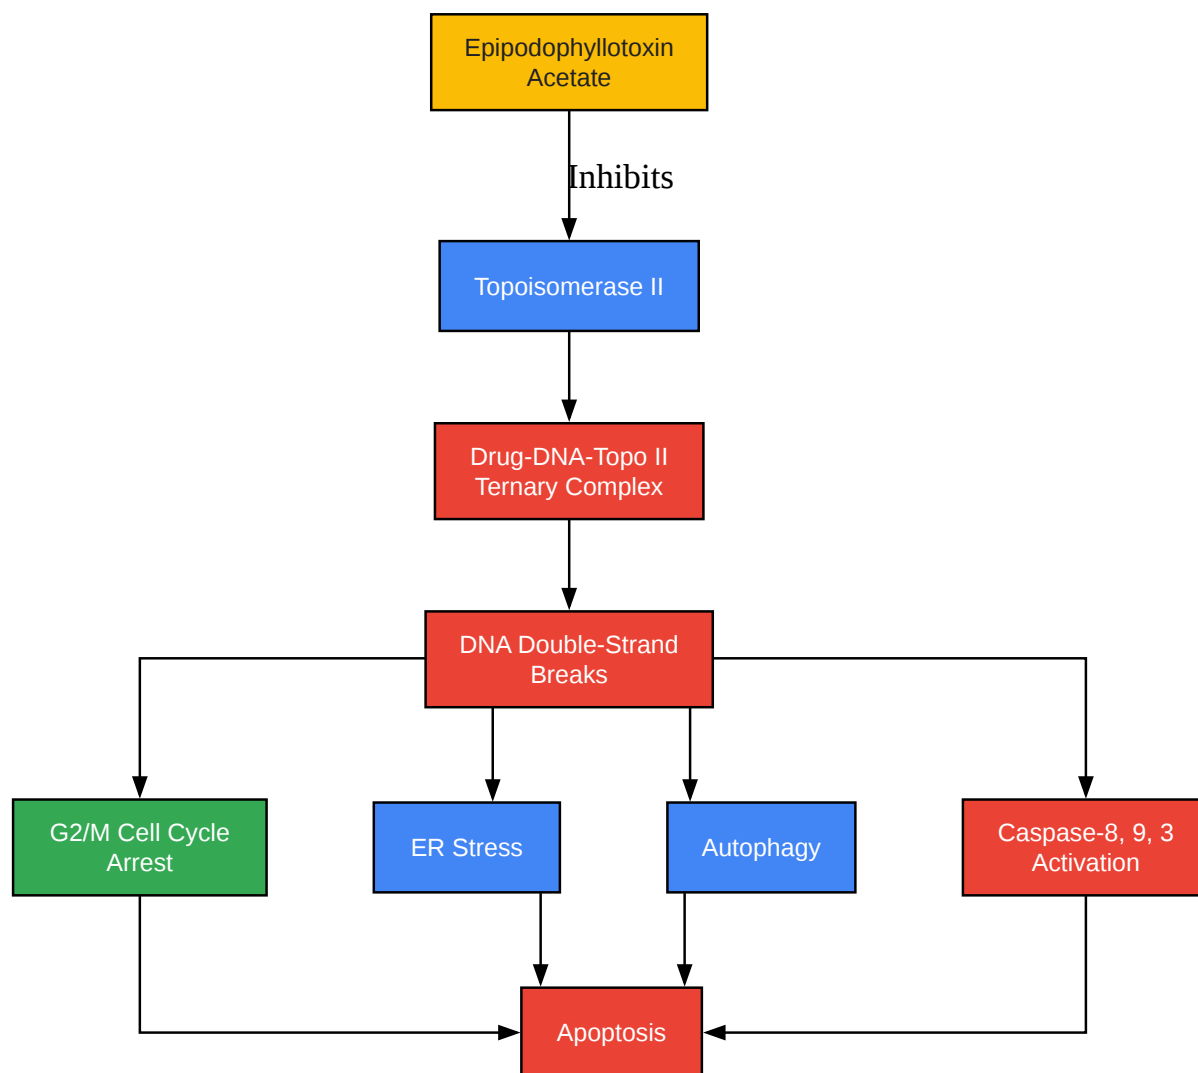 Epipodophyllotoxin
Acetate
Inhibits
Topoisomerase II
Drug-DNA-Topo II
Ternary Complex
DNA Double-Strand
Breaks
G2/M Cell Cycle
Arrest
ER Stress
Autophagy
Caspase-8, 9, 3
Activation
Apoptosis